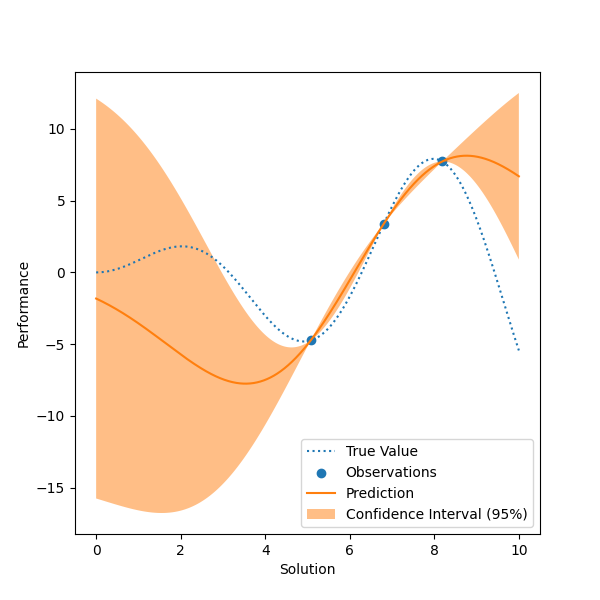 10
5
0
−5
−10
−15
Performance
0
2
4
6
8
10
Solution
True Value
Observations
Prediction
Confidence Interval (95%)